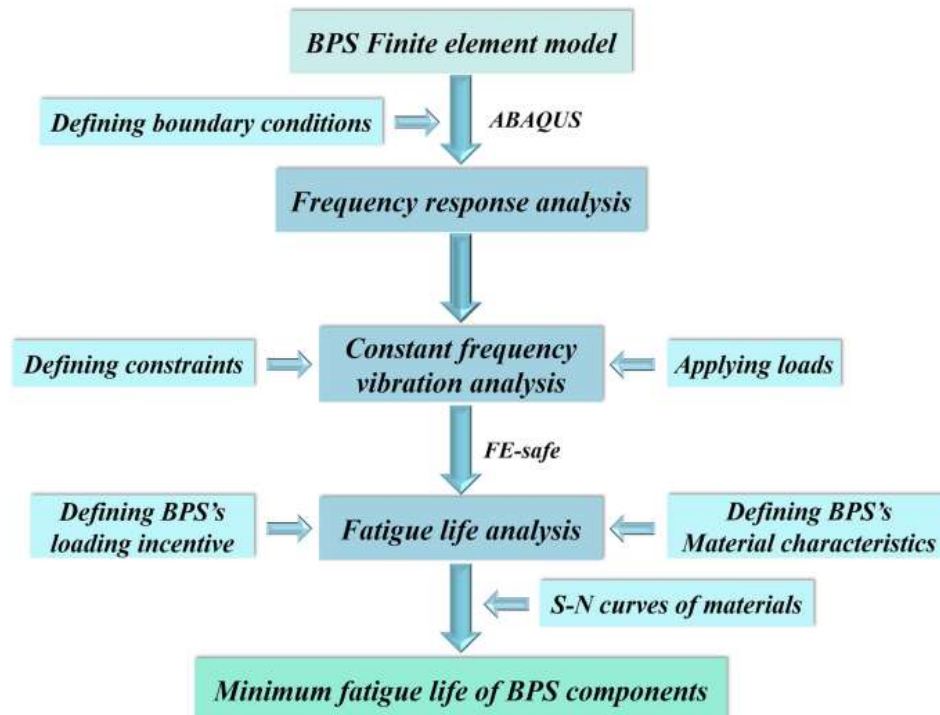 BPS Finite element model
Defining boundary conditions
ABAQUS
Frequency response analysis
Defining constraints
Constant frequency
vibration analysis
Applying loads
FE-safe
Defining BPS's
loading incentive
Fatigue life analysis
Defining BPS's
Material characteristics
S-N curves of materials
Minimum fatigue life of BPS components